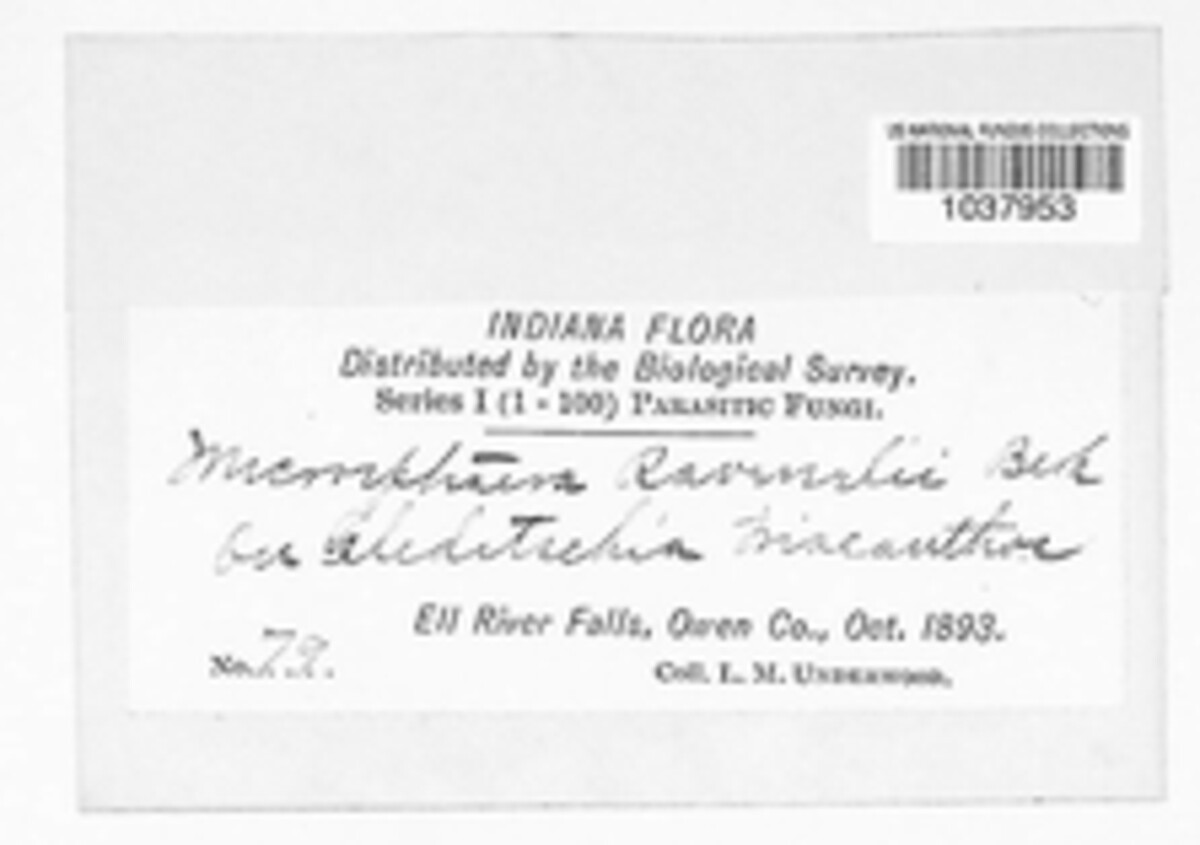 US NATIONAL FUNGUS COLLECTIONS
1037953
INDIANA FLORA
Distributed by the Biological Survey.
Series I (1 - 100) PARASITIC FUNGI.
Microsphaera Ravenelii Berk
on Gleditschia triacanthos
Ell River Falls, Owen Co., Oct. 1893.
No.
Coll. L. M. UNDERWOOD.